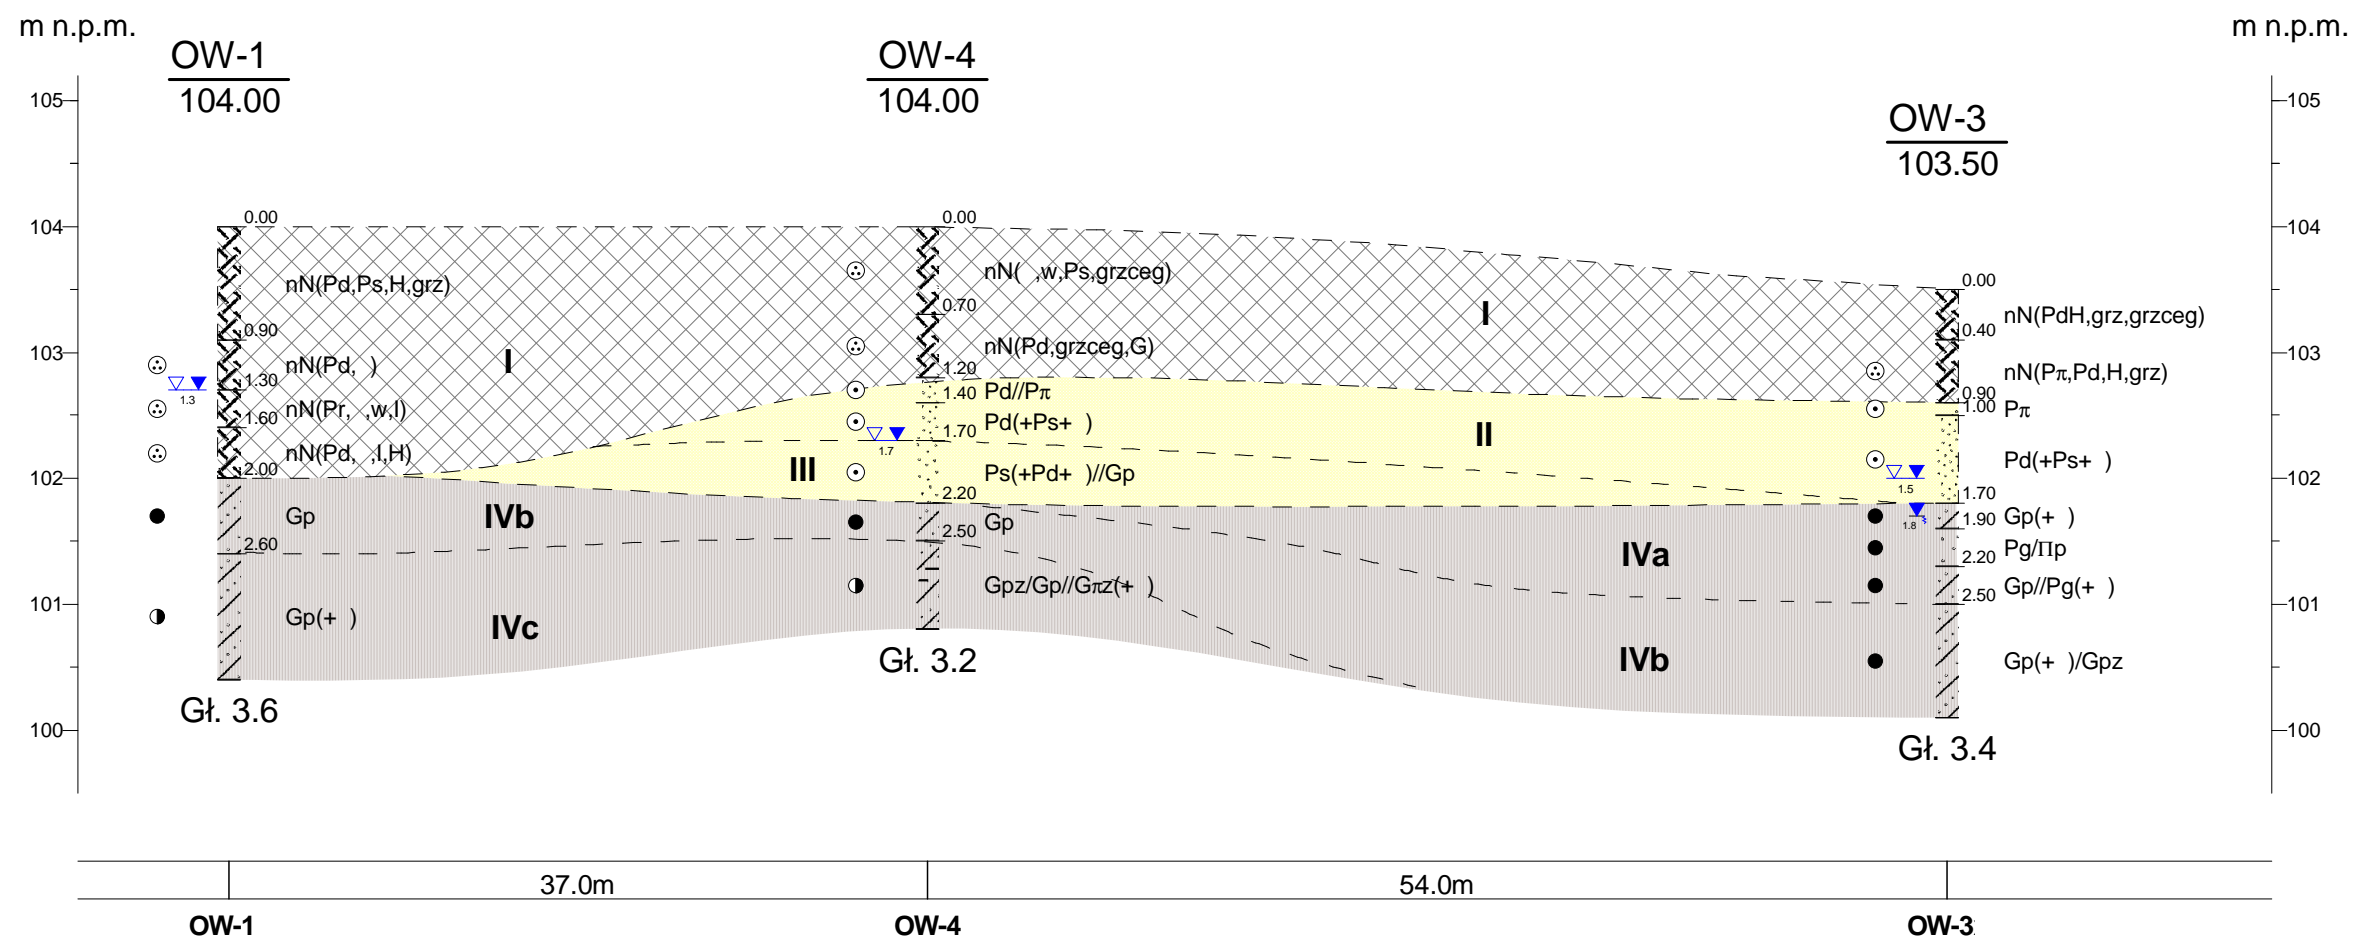 m n.p.m.
m n.p.m.
OW-1
104.00
OW-4
104.00
OW-3
103.50
105
104
103
102
101
100
105
104
103
102
101
100
0.00
nN(Pd,Ps,H,grz)
0.90
nN(Pd, )
1.30
nN(Pr, ,w,I)
1.60
nN(Pd, ,I,H)
2.00
Gp
2.60
Gp(+ )
1.3
Gł. 3.6
I
III
IVb
IVc
0.00
nN( ,w,Ps,grzceg)
0.70
nN(Pd,grzceg,G)
1.20
Pd//Pπ
1.40
Pd(+Ps+ )
1.70
Ps(+Pd+ )//Gp
2.20
Gp
2.50
Gpz/Gp//Gπz(+ )
1.7
Gł. 3.2
I
II
IVa
IVb
0.00
nN(PdH,grz,grzceg)
0.40
nN(Pπ,Pd,H,grz)
0.90
1.00
Pπ
Pd(+Ps+ )
1.70
Gp(+ )
1.90
Pg/Πp
2.20
Gp//Pg(+ )
2.50
Gp(+ )/Gpz
1.5
1.8
Gł. 3.4
37.0m
54.0m
OW-1
OW-4
OW-3